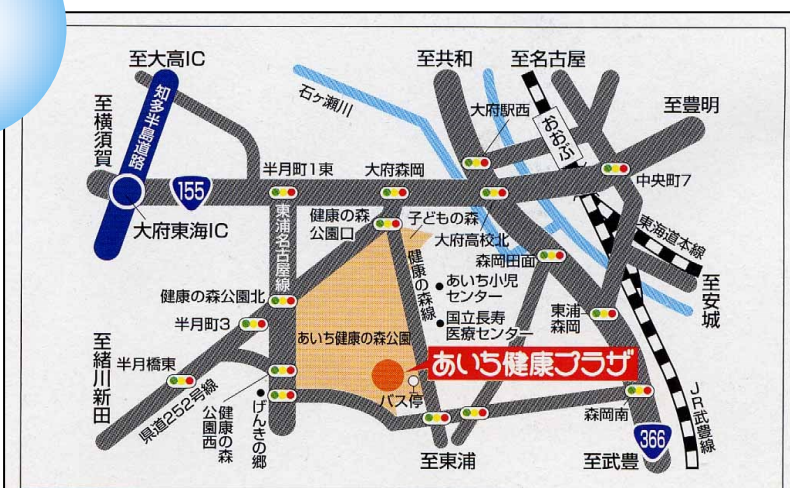 至大高IC
至共和
至名古屋
至横須賀
知多半島道路
石ヶ瀬川
大府駅西
おおぶ
至豊明
155
半月町1東
大府森岡
中央町7
大府東海IC
東浦名古屋線
健康の森
公園口
子どもの森
大府高校北
東海道本線
森岡田面
健康の森線
あいち小児
センター
至安城
健康の森公園北
国立長寿
医療センター
東浦
森岡
半月町3
あいち健康の森公園
至緒川新田
半月橋東
あいち健康プラザ
バス停
県道252号線
健康の森
公園西
げんきの郷
森岡南
JR武豊線
366
至東浦
至武豊